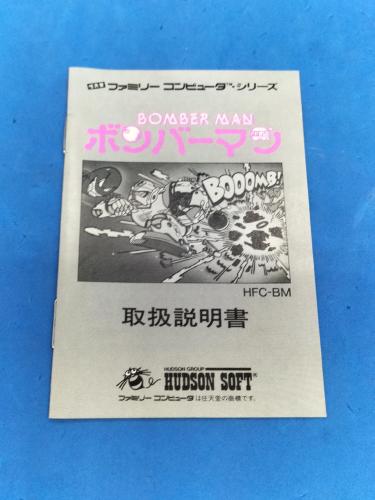 ファミリー コンピュータ™・シリーズ
BOMBER MAN
ボンバーマン
BOOOMB!
HFC-BM
取扱説明書
HUDSON GROUP
HUDSON SOFT®
ファミリー コンピュータは任天堂の商標です。